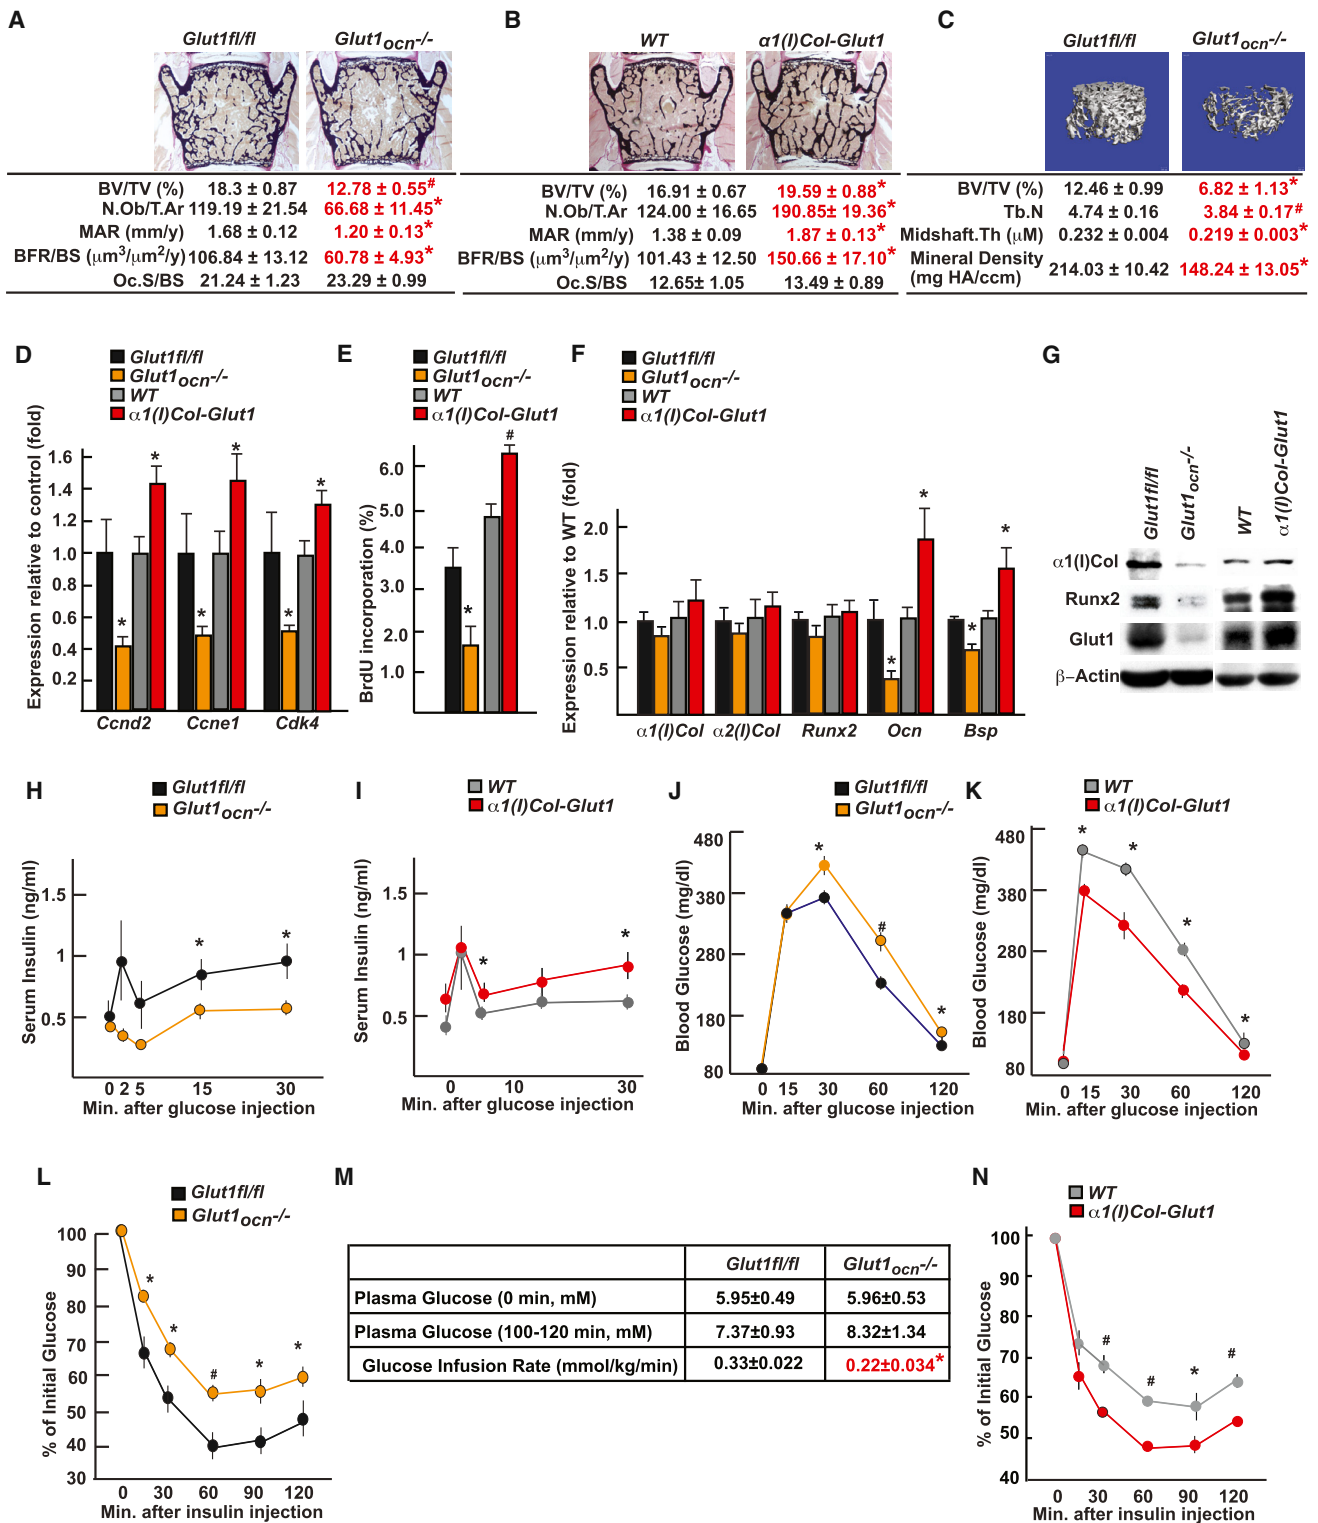 A
Glut1fl/fl
Glut1ocn-/-
BV/TV (%) 18.3 ± 0.87 12.78 ± 0.55#
N.Ob/T.Ar 119.19 ± 21.54 66.68 ± 11.45*
MAR (mm/y) 1.68 ± 0.12 1.20 ± 0.13*
BFR/BS (μm3/μm2/y) 106.84 ± 13.12 60.78 ± 4.93*
Oc.S/BS 21.24 ± 1.23 23.29 ± 0.99
B
WT
α1(I)Col-Glut1
BV/TV (%) 16.91 ± 0.67 19.59 ± 0.88*
N.Ob/T.Ar 124.00 ± 16.65 190.85± 19.36*
MAR (mm/y) 1.38 ± 0.09 1.87 ± 0.13*
BFR/BS (μm3/μm2/y) 101.43 ± 12.50 150.66 ± 17.10*
Oc.S/BS 12.65± 1.05 13.49 ± 0.89
C
Glut1fl/fl
Glut1ocn-/-
BV/TV (%) 12.46 ± 0.99 6.82 ± 1.13*
Tb.N 4.74 ± 0.16 3.84 ± 0.17#
Midshaft.Th (μM) 0.232 ± 0.004 0.219 ± 0.003*
Mineral Density
(mg HA/ccm) 214.03 ± 10.42 148.24 ± 13.05*
D
Glut1fl/fl
Glut1ocn-/-
WT
α1(I)Col-Glut1
Expression relative to control (fold)
1.6
1.4
1.2
1.0
0.8
0.6
0.4
0.2
* * * * * *
Ccnd2 Ccne1 Cdk4
E
Glut1fl/fl
Glut1ocn-/-
WT
α1(I)Col-Glut1
BrdU incorporation (%)
6.0
5.0
4.0
2.0
1.0
* #
F
Glut1fl/fl
Glut1ocn-/-
WT
α1(I)Col-Glut1
Expression relative to WT (fold)
2.0
1.5
1.0
0.5
* * * *
α1(I)Col α2(I)Col Runx2 Ocn Bsp
G
Glut1fl/fl
Glut1ocn-/-
WT
α1(I)Col-Glut1
α1(I)Col
Runx2
Glut1
β−Actin
H
Glut1fl/fl
Glut1ocn-/-
Serum Insulin (ng/ml)
1.5
1
0.5
* *
0 2 5 15 30
Min. after glucose injection
I
WT
α1(I)Col-Glut1
Serum Insulin (ng/ml)
1.5
1
0.5
* *
0 10 30
Min. after glucose injection
J
Glut1fl/fl
Glut1ocn-/-
Blood Glucose (mg/dl)
480
380
280
180
80
* # *
0 15 30 60 120
Min. after glucose injection
K
WT
α1(I)Col-Glut1
Blood Glucose (mg/dl)
480
380
280
180
80
* * * *
0 15 30 60 120
Min. after glucose injection
L
Glut1fl/fl
Glut1ocn-/-
% of Initial Glucose
100
90
80
70
60
50
40
30
* * # * *
0 30 60 90 120
Min. after insulin injection
M
Glut1fl/fl Glut1ocn-/-
Plasma Glucose (0 min, mM) 5.95±0.49 5.96±0.53
Plasma Glucose (100-120 min, mM) 7.37±0.93 8.32±1.34
Glucose Infusion Rate (mmol/kg/min) 0.33±0.022 0.22±0.034*
N
WT
α1(I)Col-Glut1
% of Initial Glucose
100
90
80
70
60
50
40
# # * #
0 30 60 90 120
Min. after insulin injection